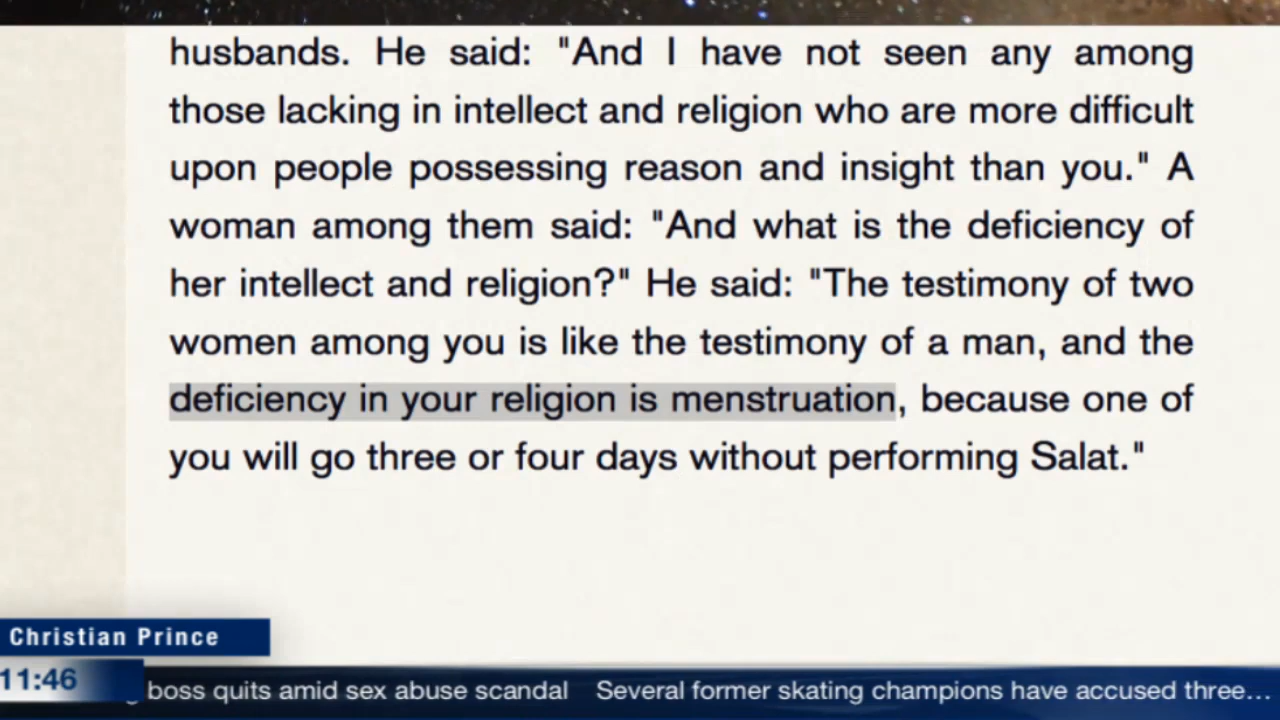 husbands. He said: "And I have not seen any among
those lacking in intellect and religion who are more difficult
upon people possessing reason and insight than you." A
woman among them said: "And what is the deficiency of
her intellect and religion?" He said: "The testimony of two
women among you is like the testimony of a man, and the
deficiency in your religion is menstruation, because one of
you will go three or four days without performing Salat."
Christian Prince
11:46
boss quits amid sex abuse scandal Several former skating champions have accused three...